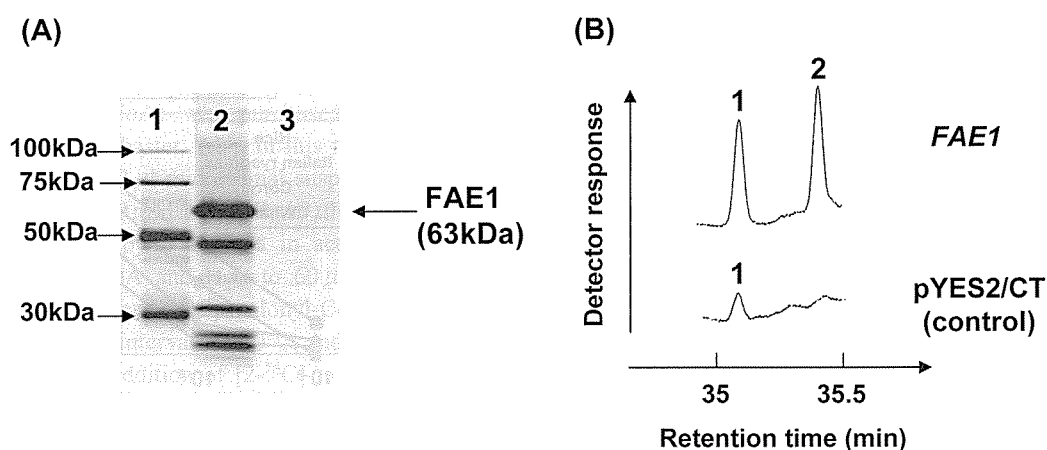 (A)
1 2 3
100kDa
75kDa
50kDa
30kDa
FAE1
(63kDa)
(B)
Detector response
1 2
FAE1
1
pYES2/CT
(control)
35 35.5
Retention time (min)